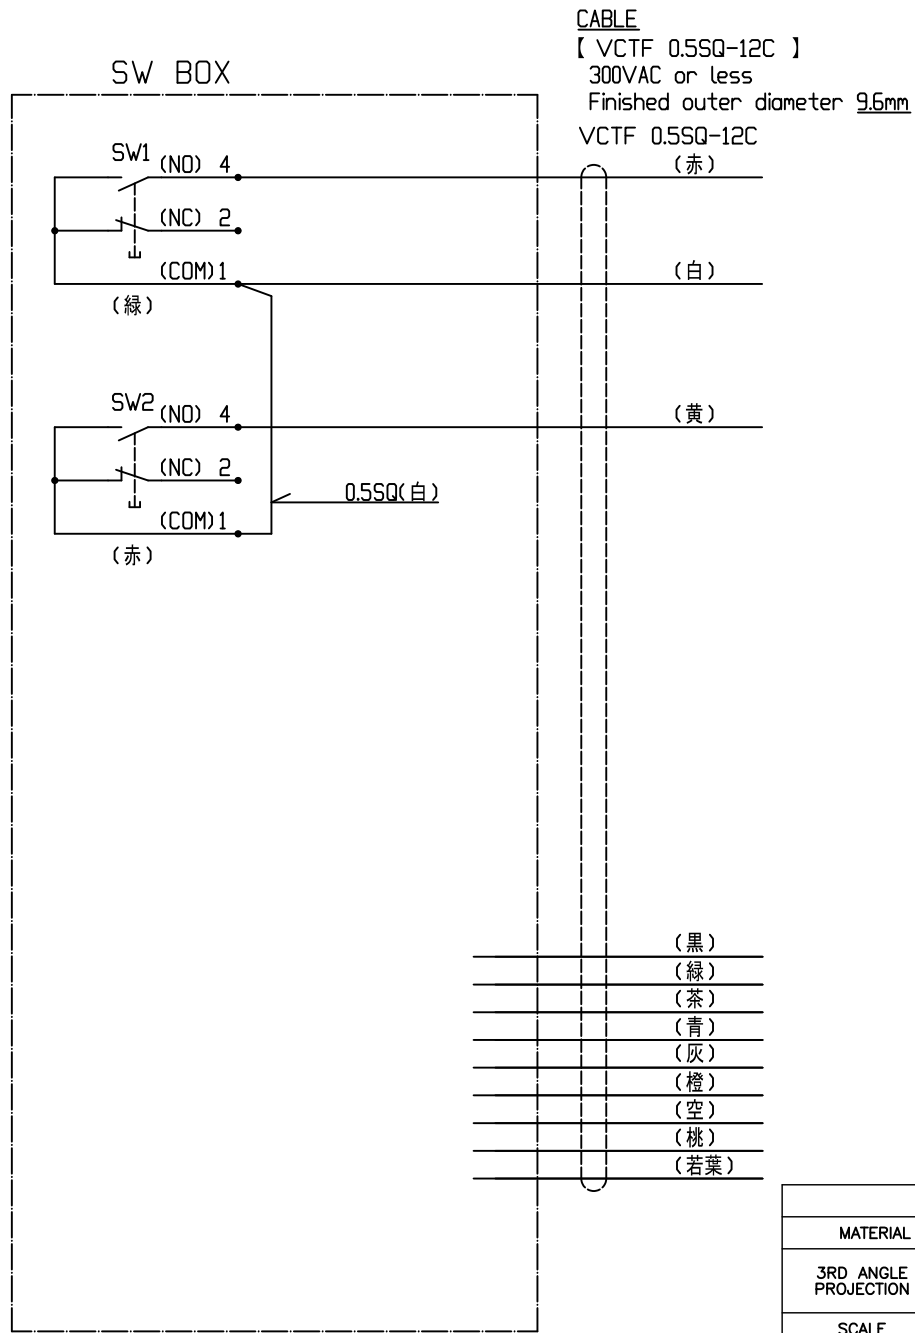 CABLE
【 VCTF 0.5SQ-12C 】
300VAC or less
Finished outer diameter 9.6mm
SW BOX
VCTF 0.5SQ-12C
SW1
(NO) 4
(赤)
(NC) 2
(COM)1
(白)
(緑)
SW2
(NO) 4
(黄)
(NC) 2
0.5SQ(白)
(COM)1
(赤)
(黒)
(緑)
(茶)
(青)
(灰)
(橙)
(空)
(桃)
(若葉)
MATERIAL
3RD ANGLE
PROJECTION
SCALE